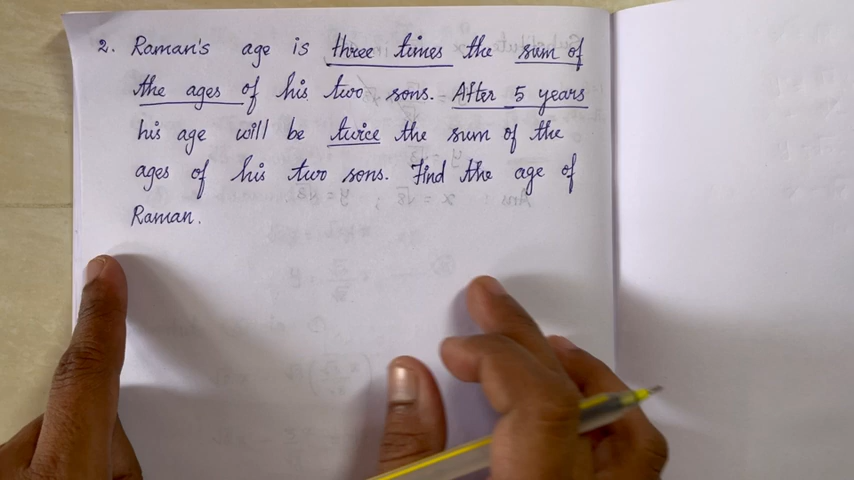 2. Raman's age is three times the sum of
the ages of his two sons. After 5 years
his age will be twice the sum of the
ages of his two sons. Find the age of
Raman.